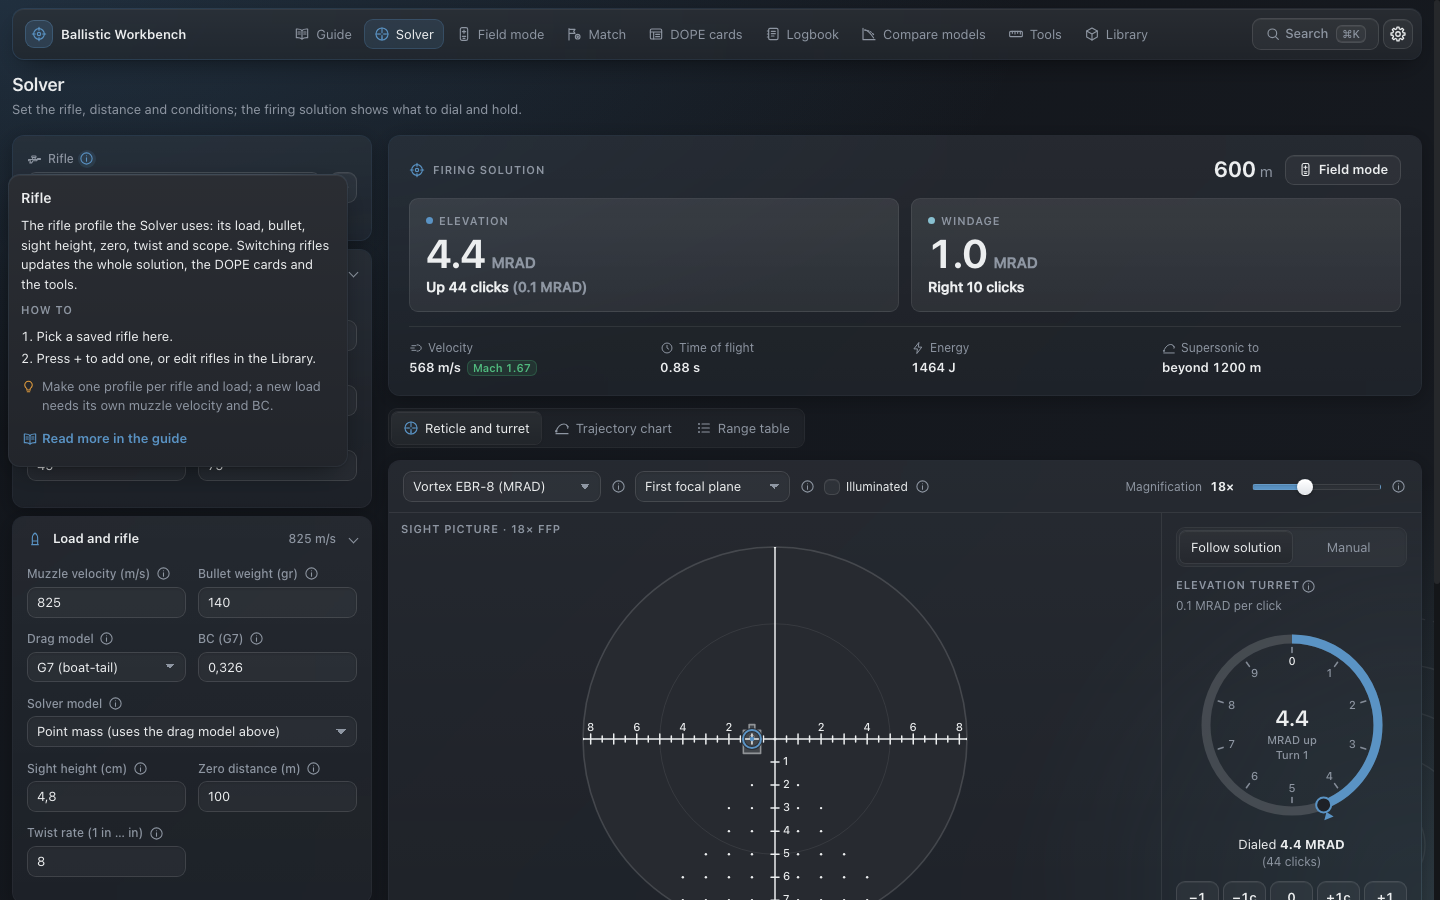 Ballistic Workbench
Guide
Solver
Field mode
Match
DOPE cards
Logbook
Compare models
Tools
Library
Search ⌘K
Solver
Set the rifle, distance and conditions; the firing solution shows what to dial and hold.
Rifle
Rifle
The rifle profile the Solver uses: its load, bullet,
sight height, zero, twist and scope. Switching rifles
updates the whole solution, the DOPE cards and
the tools.
HOW TO
1. Pick a saved rifle here.
2. Press + to add one, or edit rifles in the Library.
Make one profile per rifle and load; a new load
needs its own muzzle velocity and BC.
Read more in the guide
Load and rifle
825 m/s
Muzzle velocity (m/s)
Bullet weight (gr)
825
140
Drag model
BC (G7)
G7 (boat-tail)
0,326
Solver model
Point mass (uses the drag model above)
Sight height (cm)
Zero distance (m)
4,8
100
Twist rate (1 in ... in)
8
FIRING SOLUTION
600 m
Field mode
ELEVATION
4.4 MRAD
Up 44 clicks (0.1 MRAD)
WINDAGE
1.0 MRAD
Right 10 clicks
Velocity
568 m/s Mach 1.67
Time of flight
0.88 s
Energy
1464 J
Supersonic to
beyond 1200 m
Reticle and turret
Trajectory chart
Range table
Vortex EBR-8 (MRAD)
First focal plane
Illuminated
Magnification 18×
SIGHT PICTURE · 18× FFP
8 6 4 2 2 4 6 8
1
2
3
4
5
6
7
Follow solution
Manual
ELEVATION TURRET
0.1 MRAD per click
0
1
2
3
4
5
6
7
8
9
4.4
MRAD up
Turn 1
Dialed 4.4 MRAD
(44 clicks)
−1
−1c
0
+1c
+1